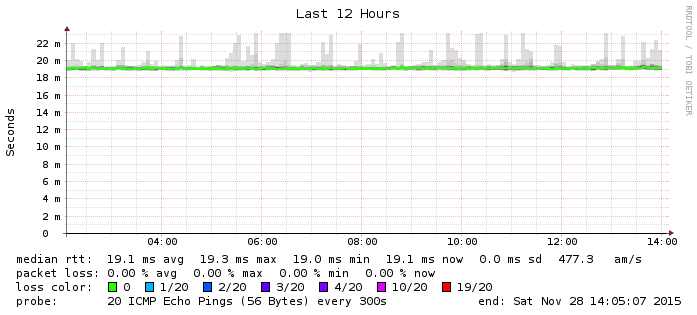 Last 12 Hours
RRDTOOL / TOBI OETIKER
Seconds
22 m
20 m
18 m
16 m
14 m
12 m
10 m
8 m
6 m
4 m
2 m
0
04:00 06:00 08:00 10:00 12:00 14:00
median rtt: 19.1 ms avg 19.3 ms max 19.0 ms min 19.1 ms now 0.0 ms sd 477.3 am/s
packet loss: 0.00 % avg 0.00 % max 0.00 % min 0.00 % now
loss color: 0 1/20 2/20 3/20 4/20 10/20 19/20
probe: 20 ICMP Echo Pings (56 Bytes) every 300s end: Sat Nov 28 14:05:07 2015